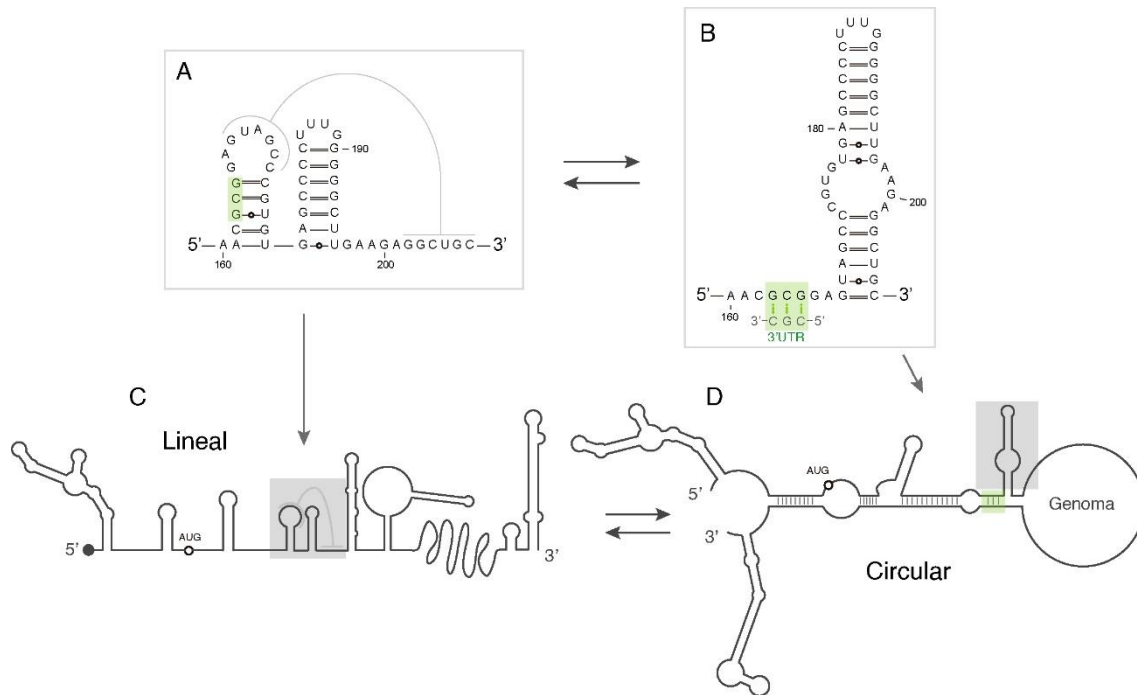 A
G U A G C C
A
G
G C
C G
G U
C G
5' A A U G U G A A G A G G C U G C 3'
160
200
U U U G
C G
C G
C G
C G
G C
A U
190
B
U U U G
C G
C G
C G
C G
G C
180 A U
G U
U G
G A
U A
G G
C A
200
C G
C G
G C
A U
U G
5' A A C G C G G A G C 3'
160
3' C G C 5'
3'UTR
C
Lineal
5'
AUG
3'
D
5'
3'
AUG
Genoma
Circular